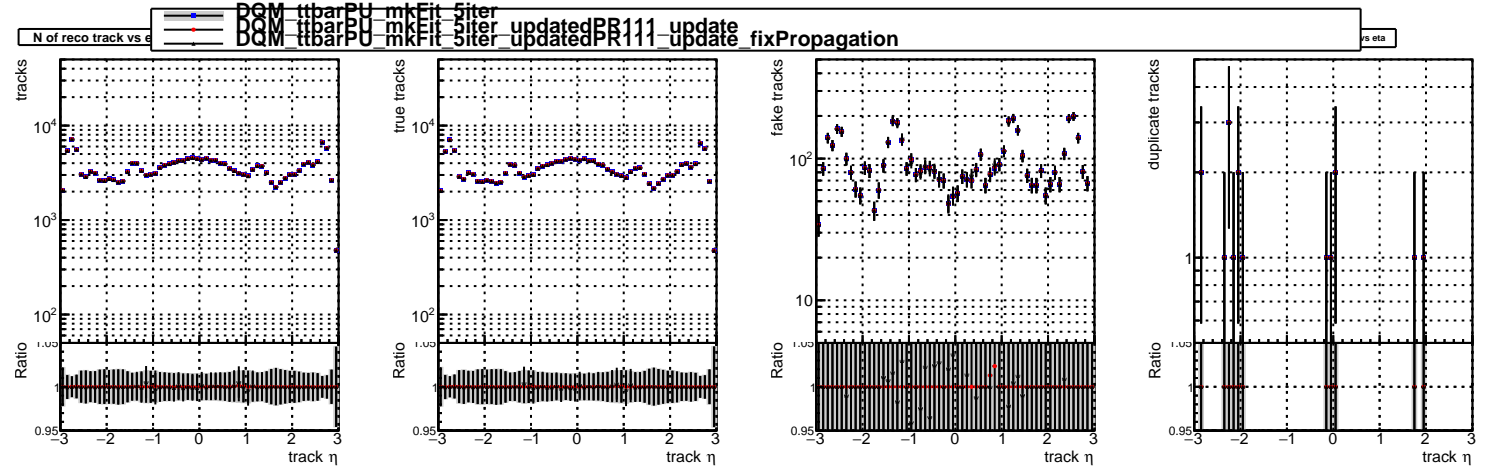 DQM_ttbarPU_mkFit_5iter
DQM_ttbarPU_mkFit_5iter_updatedPR111_update
DQM_ttbarPU_mkFit_5iter_updatedPR111_update_fixPropagation
N of reco track vs e
vs eta
tracks
10⁴
10³
10²
Ratio
1.05
1
0.95
−3 −2 −1 0 1 2 3
track η
true tracks
10⁴
10³
10²
Ratio
1.05
1
0.95
−3 −2 −1 0 1 2 3
track η
fake tracks
10²
10
Ratio
1.05
1
0.95
−3 −2 −1 0 1 2 3
track η
duplicate tracks
1
Ratio
1.05
1
0.95
−3 −2 −1 0 1 2 3
track η